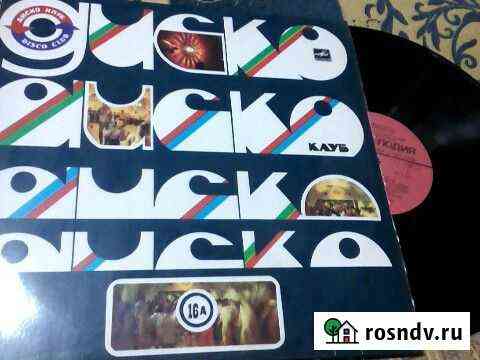 ДИСКО КЛУБ
DISCO CLUB
диско
диско
КЛУБ
диско
диско
16А
rosndv.ru